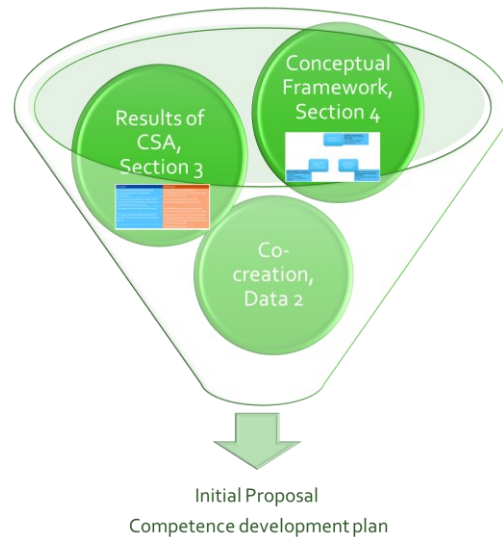 Results of
CSA,
Section 3
Conceptual
Framework,
Section 4
Co-
creation,
Data 2
Initial Proposal
Competence development plan